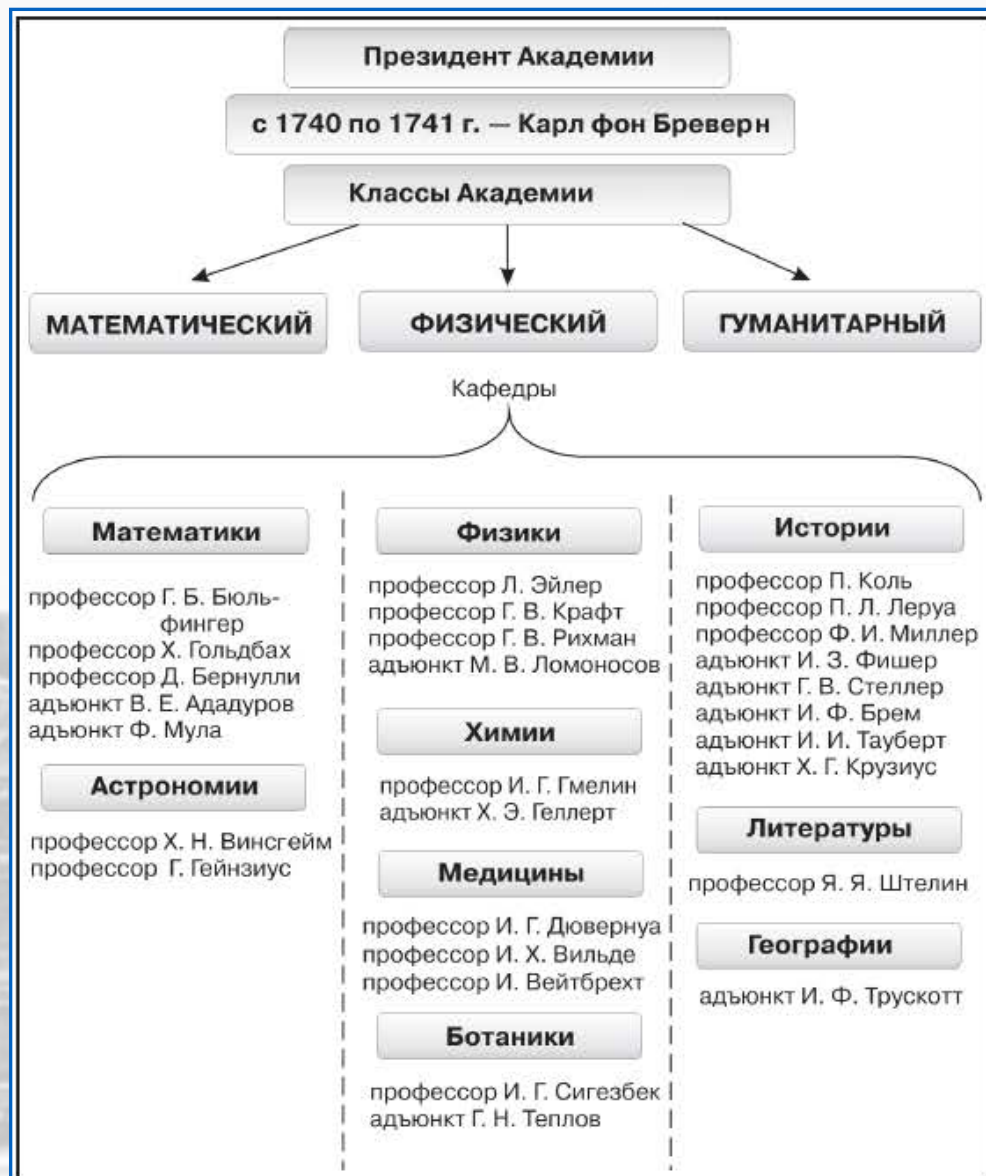 Президент Академии
с 1740 по 1741 г. — Карл фон Бреверн
Классы Академии
МАТЕМАТИЧЕСКИЙ
ФИЗИЧЕСКИЙ
ГУМАНИТАРНЫЙ
Кафедры
Математики
профессор Г. Б. Бюль-
фингер
профессор Х. Гольдбах
профессор Д. Бернулли
адъюнкт В. Е. Ададуров
адъюнкт Ф. Мула
Астрономии
профессор Х. Н. Винсгейм
профессор Г. Гейнзиус
Физики
профессор Л. Эйлер
профессор Г. В. Крафт
профессор Г. В. Рихман
адъюнкт М. В. Ломоносов
Химии
профессор И. Г. Гмелин
адъюнкт Х. Э. Геллерт
Медицины
профессор И. Г. Дювернуа
профессор И. Х. Вильде
профессор И. Вейтбрехт
Ботаники
профессор И. Г. Сигезбек
адъюнкт Г. Н. Теплов
Истории
профессор П. Коль
профессор П. Л. Леруа
профессор Ф. И. Миллер
адъюнкт И. З. Фишер
адъюнкт Г. В. Стеллер
адъюнкт И. Ф. Брем
адъюнкт И. И. Тауберт
адъюнкт Х. Г. Крузиус
Литературы
профессор Я. Я. Штелин
Географии
адъюнкт И. Ф. Трускотт